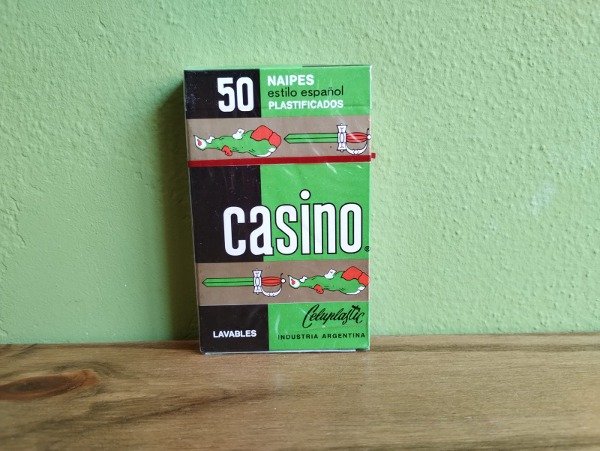 50
NAIPES
estilo español
PLASTIFICADOS
casino®
Celuplastic
LAVABLES
INDUSTRIA ARGENTINA